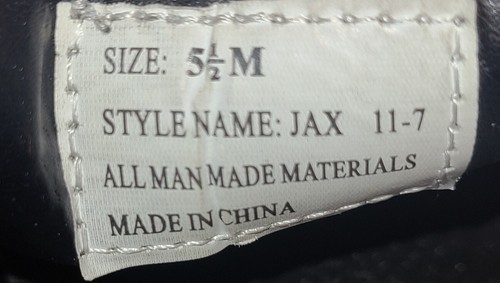 SIZE: 5½ M
STYLE NAME: JAX 11-7
ALL MAN MADE MATERIALS
MADE IN CHINA